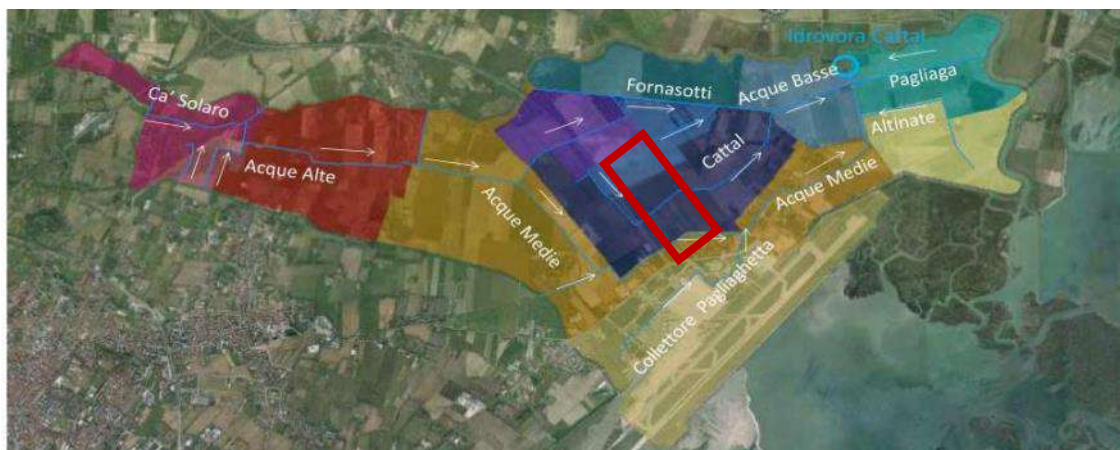 Idrovora Cattal
Ca' Solaro
Fornasotti
Acque Basse
Pagliaga
Altinate
Acque Alte
Cattal
Acque Medie
Acque Medie
Collettore Pagliaghetta